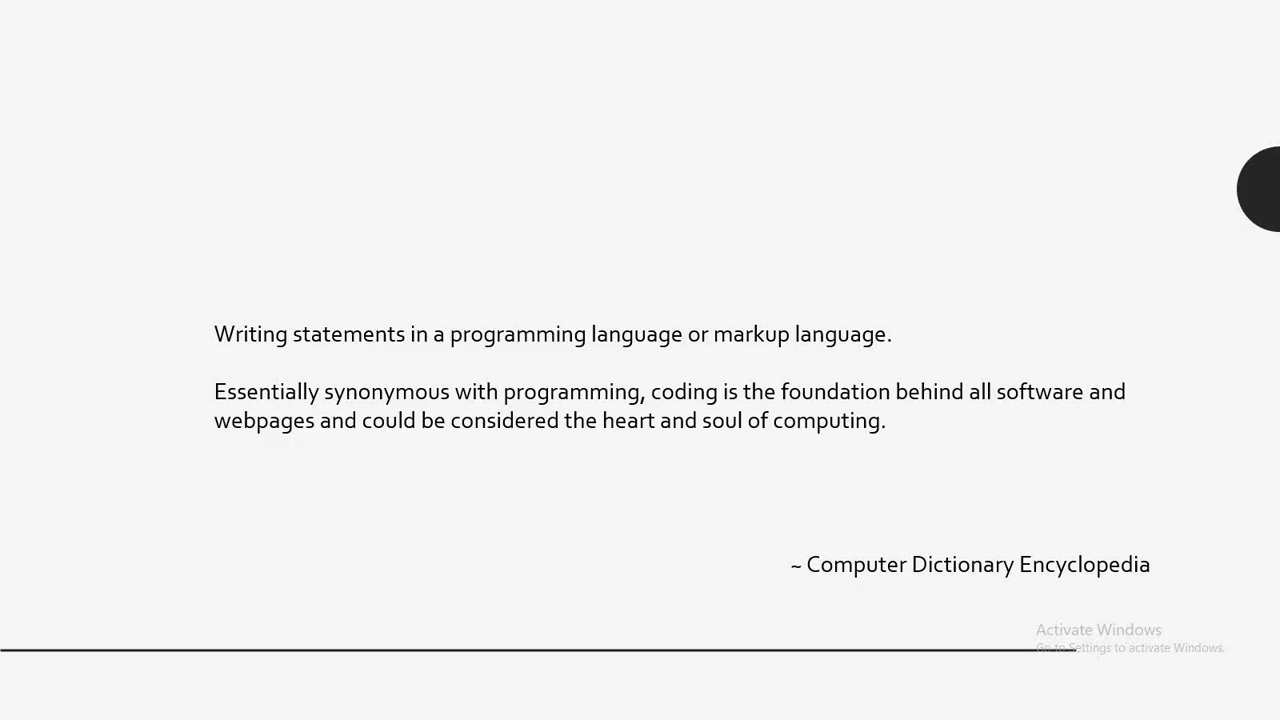 Writing statements in a programming language or markup language.
Essentially synonymous with programming, coding is the foundation behind all software and
webpages and could be considered the heart and soul of computing.
~ Computer Dictionary Encyclopedia
Activate Windows
Go to Settings to activate Windows.